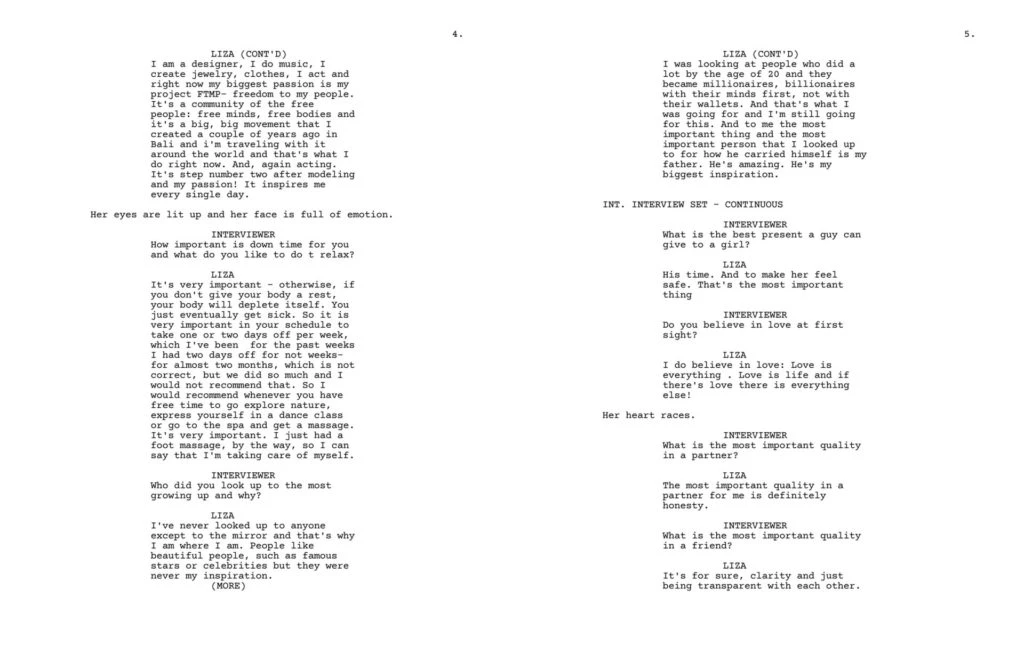 4.
LIZA (CONT'D)
I am a designer, I do music, I
create jewelry, clothes, I act and
right now my biggest passion is my
project FTMP- freedom to my people.
It's a community of the free
people: free minds, free bodies and
it's a big, big movement that I
created a couple of years ago in
Bali and i'm traveling with it
around the world and that's what I
do right now. And, again acting.
It's step number two after modeling
and my passion! It inspires me
every single day.
Her eyes are lit up and her face is full of emotion.
INTERVIEWER
How important is down time for you
and what do you like to do t relax?
LIZA
It's very important - otherwise, if
you don't give your body a rest,
your body will deplete itself. You
just eventually get sick. So it is
very important in your schedule to
take one or two days off per week,
which I've been  for the past weeks
I had two days off for not weeks-
for almost two months, which is not
correct, but we did so much and I
would not recommend that. So I
would recommend whenever you have
free time to go explore nature,
express yourself in a dance class
or go to the spa and get a massage.
It's very important. I just had a
foot massage, by the way, so I can
say that I'm taking care of myself.
INTERVIEWER
Who did you look up to the most
growing up and why?
LIZA
I've never looked up to anyone
except to the mirror and that's why
I am where I am. People like
beautiful people, such as famous
stars or celebrities but they were
never my inspiration.
(MORE)
5.
LIZA (CONT'D)
I was looking at people who did a
lot by the age of 20 and they
became millionaires, billionaires
with their minds first, not with
their wallets. And that's what I
was going for and I'm still going
for this. And to me the most
important thing and the most
important person that I looked up
to for how he carried himself is my
father. He's amazing. He's my
biggest inspiration.
INT. INTERVIEW SET - CONTINUOUS
INTERVIEWER
What is the best present a guy can
give to a girl?
LIZA
His time. And to make her feel
safe. That's the most important
thing
INTERVIEWER
Do you believe in love at first
sight?
LIZA
I do believe in love: Love is
everything . Love is life and if
there's love there is everything
else!
Her heart races.
INTERVIEWER
What is the most important quality
in a partner?
LIZA
The most important quality in a
partner for me is definitely
honesty.
INTERVIEWER
What is the most important quality
in a friend?
LIZA
It's for sure, clarity and just
being transparent with each other.